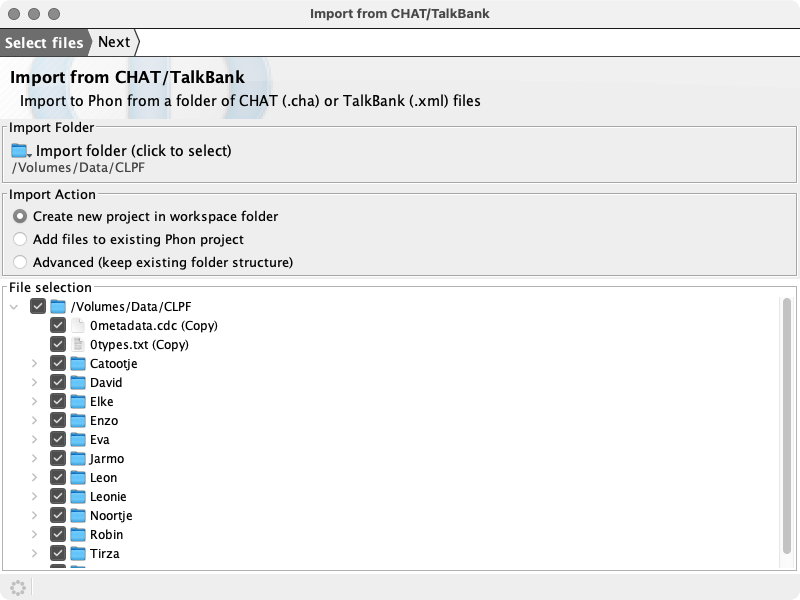 Import from CHAT/TalkBank
Select files Next
Import from CHAT/TalkBank
Import to Phon from a folder of CHAT (.cha) or TalkBank (.xml) files
Import Folder
Import folder (click to select)
/Volumes/Data/CLPF
Import Action
Create new project in workspace folder
Add files to existing Phon project
Advanced (keep existing folder structure)
File selection
/Volumes/Data/CLPF
0metadata.cdc (Copy)
0types.txt (Copy)
Catootje
David
Elke
Enzo
Eva
Jarmo
Leon
Leonie
Noortje
Robin
Tirza